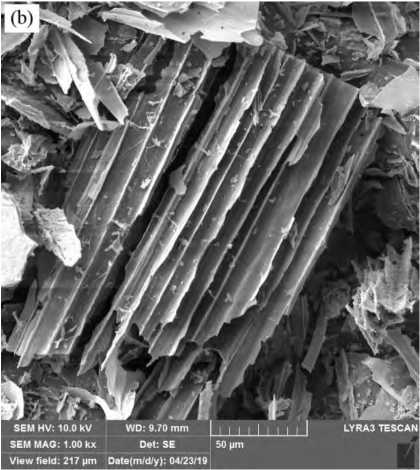 (b)
SEM HV: 10.0 kV WD: 9.70 mm LYRA3 TESCAN
SEM MAG: 1.00 kx Det: SE 50 µm
View field: 217 µm Date(m/d/y): 04/23/19